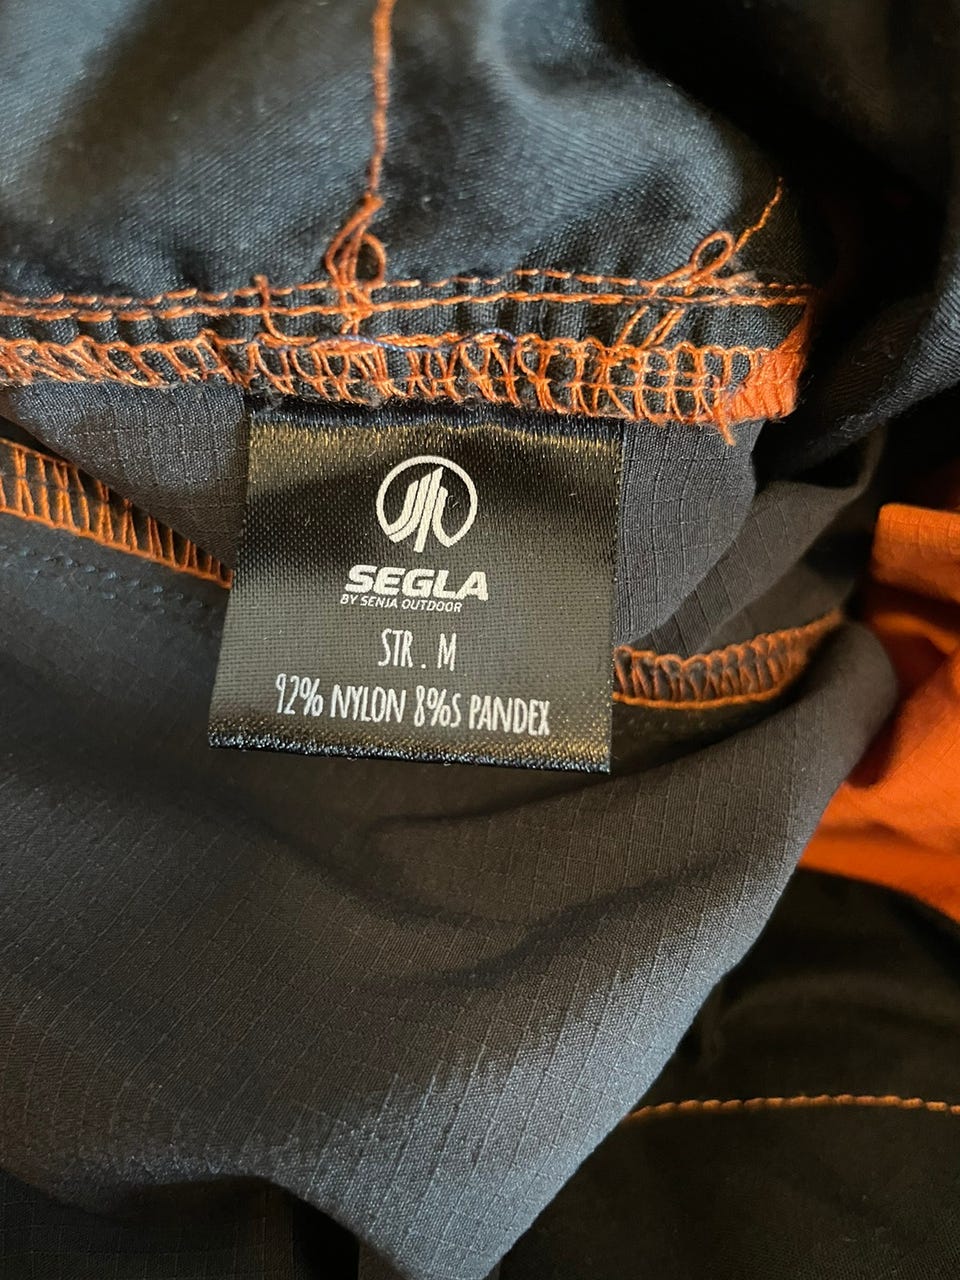 SEGLA
BY SENJA OUTDOOR
STR. M
92% NYLON 8%S PANDEX